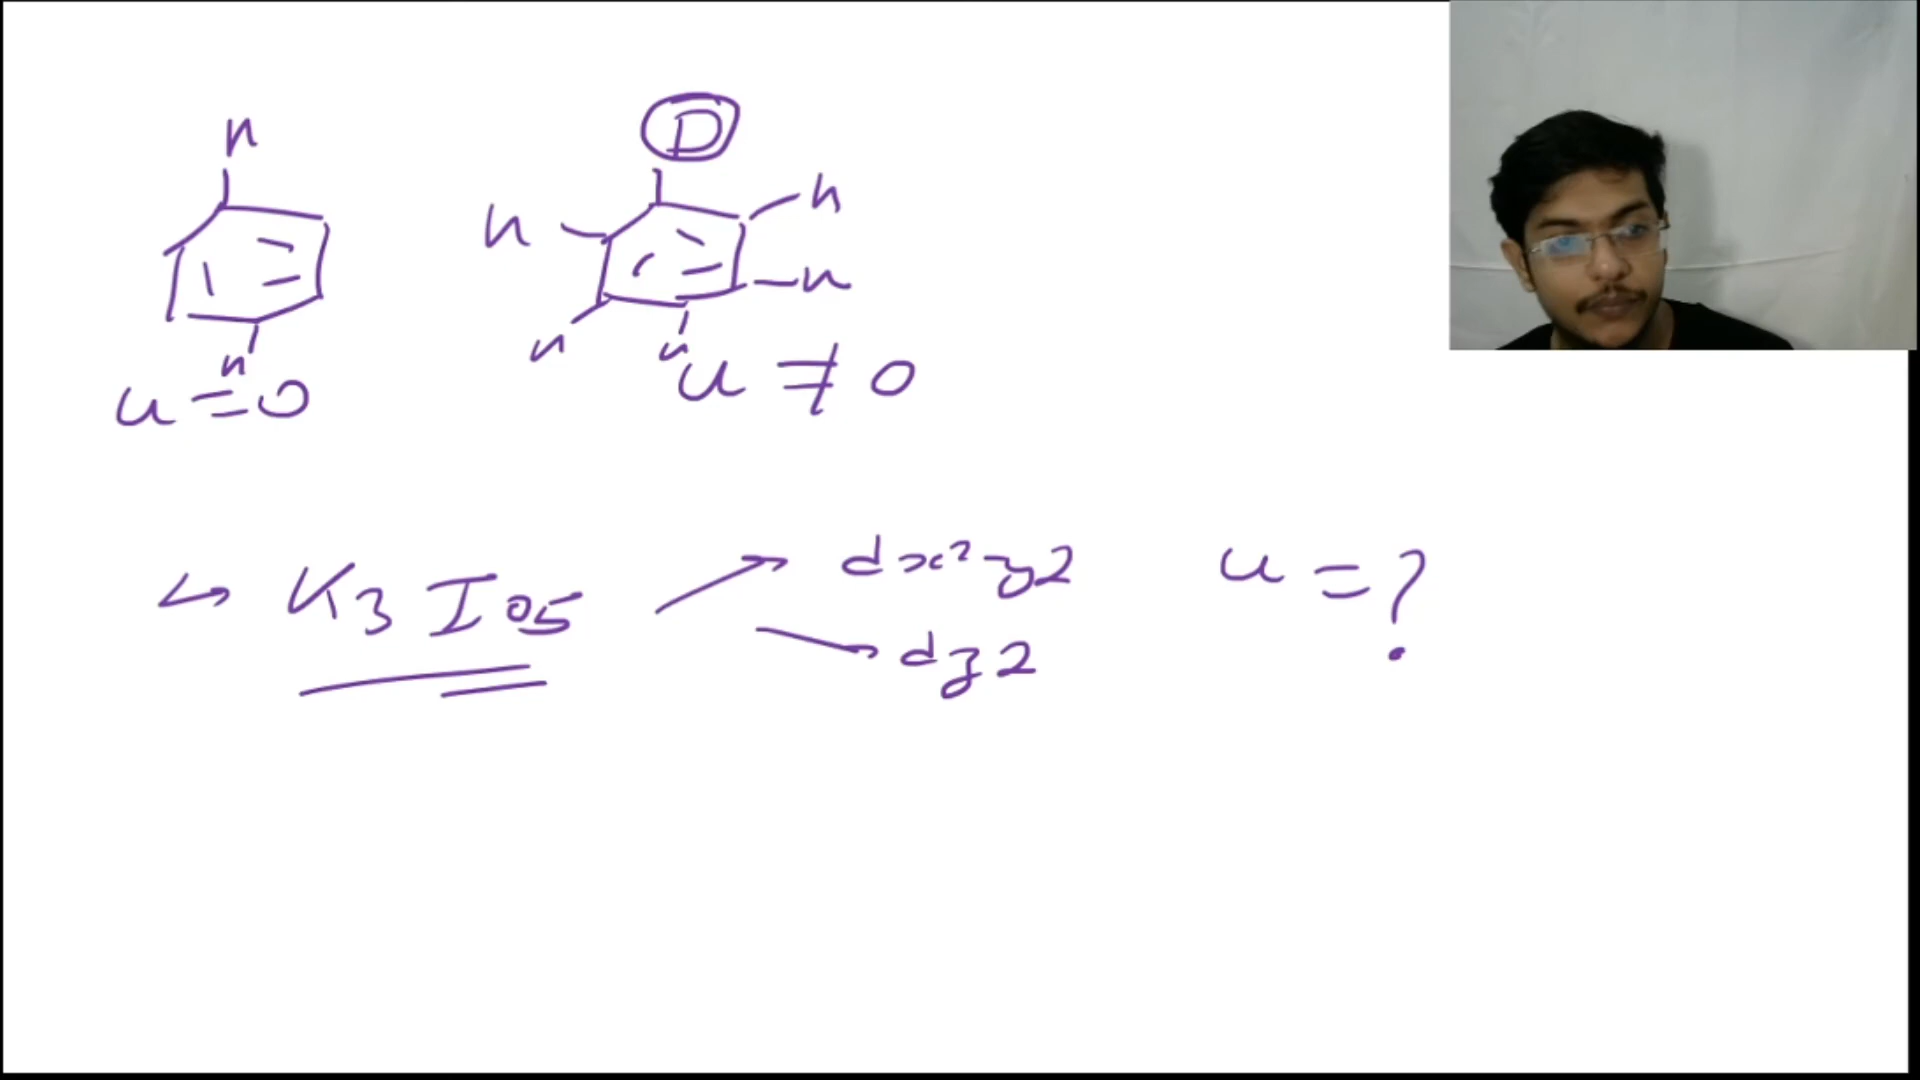 n
D
n
n
n
n
n
n
u = 0
u ≠ 0
↪ K3 IO5
dx²-y2
dz2
u = ?